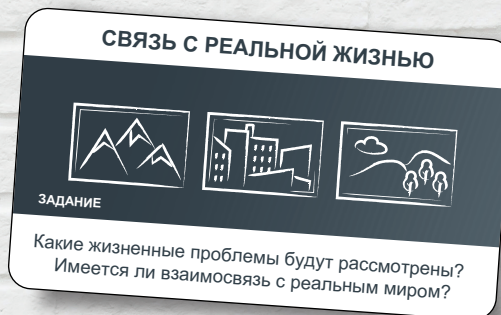 СВЯЗЬ С РЕАЛЬНОЙ ЖИЗНЬЮ
ЗАДАНИЕ
Какие жизненные проблемы будут рассмотрены?
Имеется ли взаимосвязь с реальным миром?